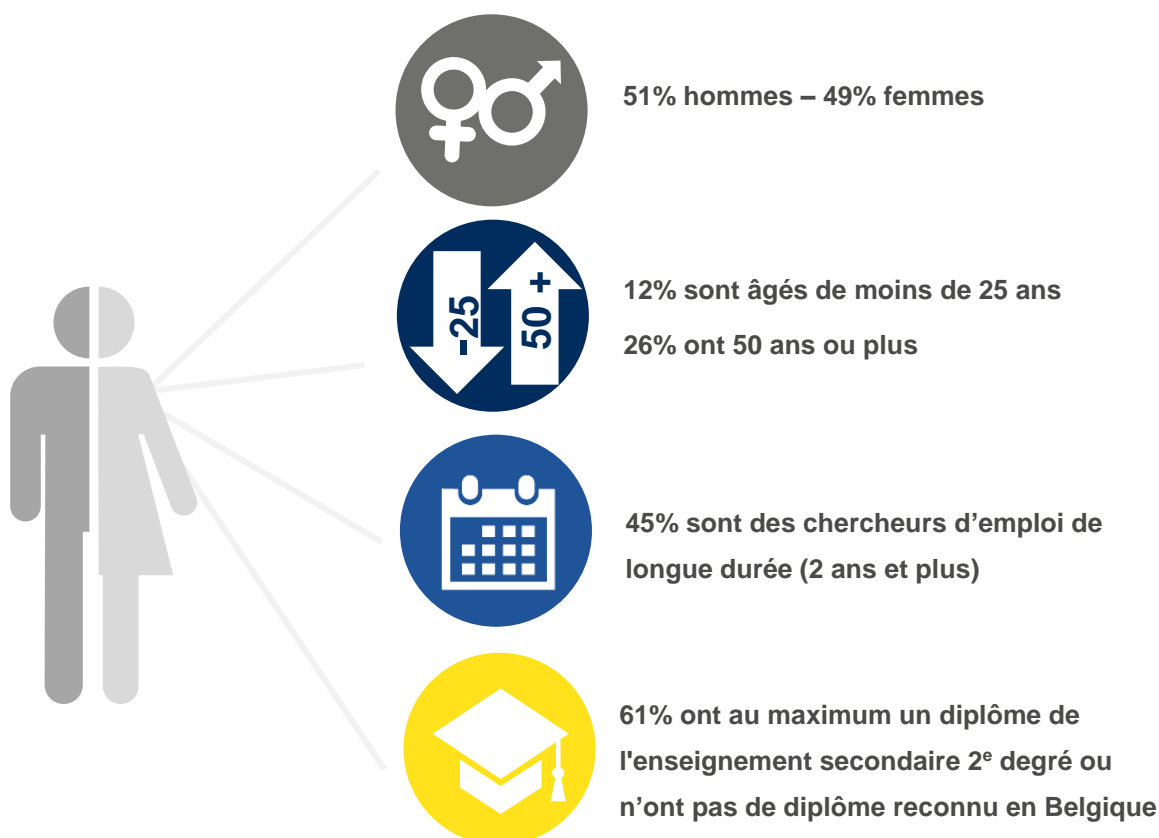 51% hommes – 49% femmes
-25
50 +
12% sont âgés de moins de 25 ans
26% ont 50 ans ou plus
45% sont des chercheurs d’emploi de
longue durée (2 ans et plus)
61% ont au maximum un diplôme de
l'enseignement secondaire 2e degré ou
n’ont pas de diplôme reconnu en Belgique